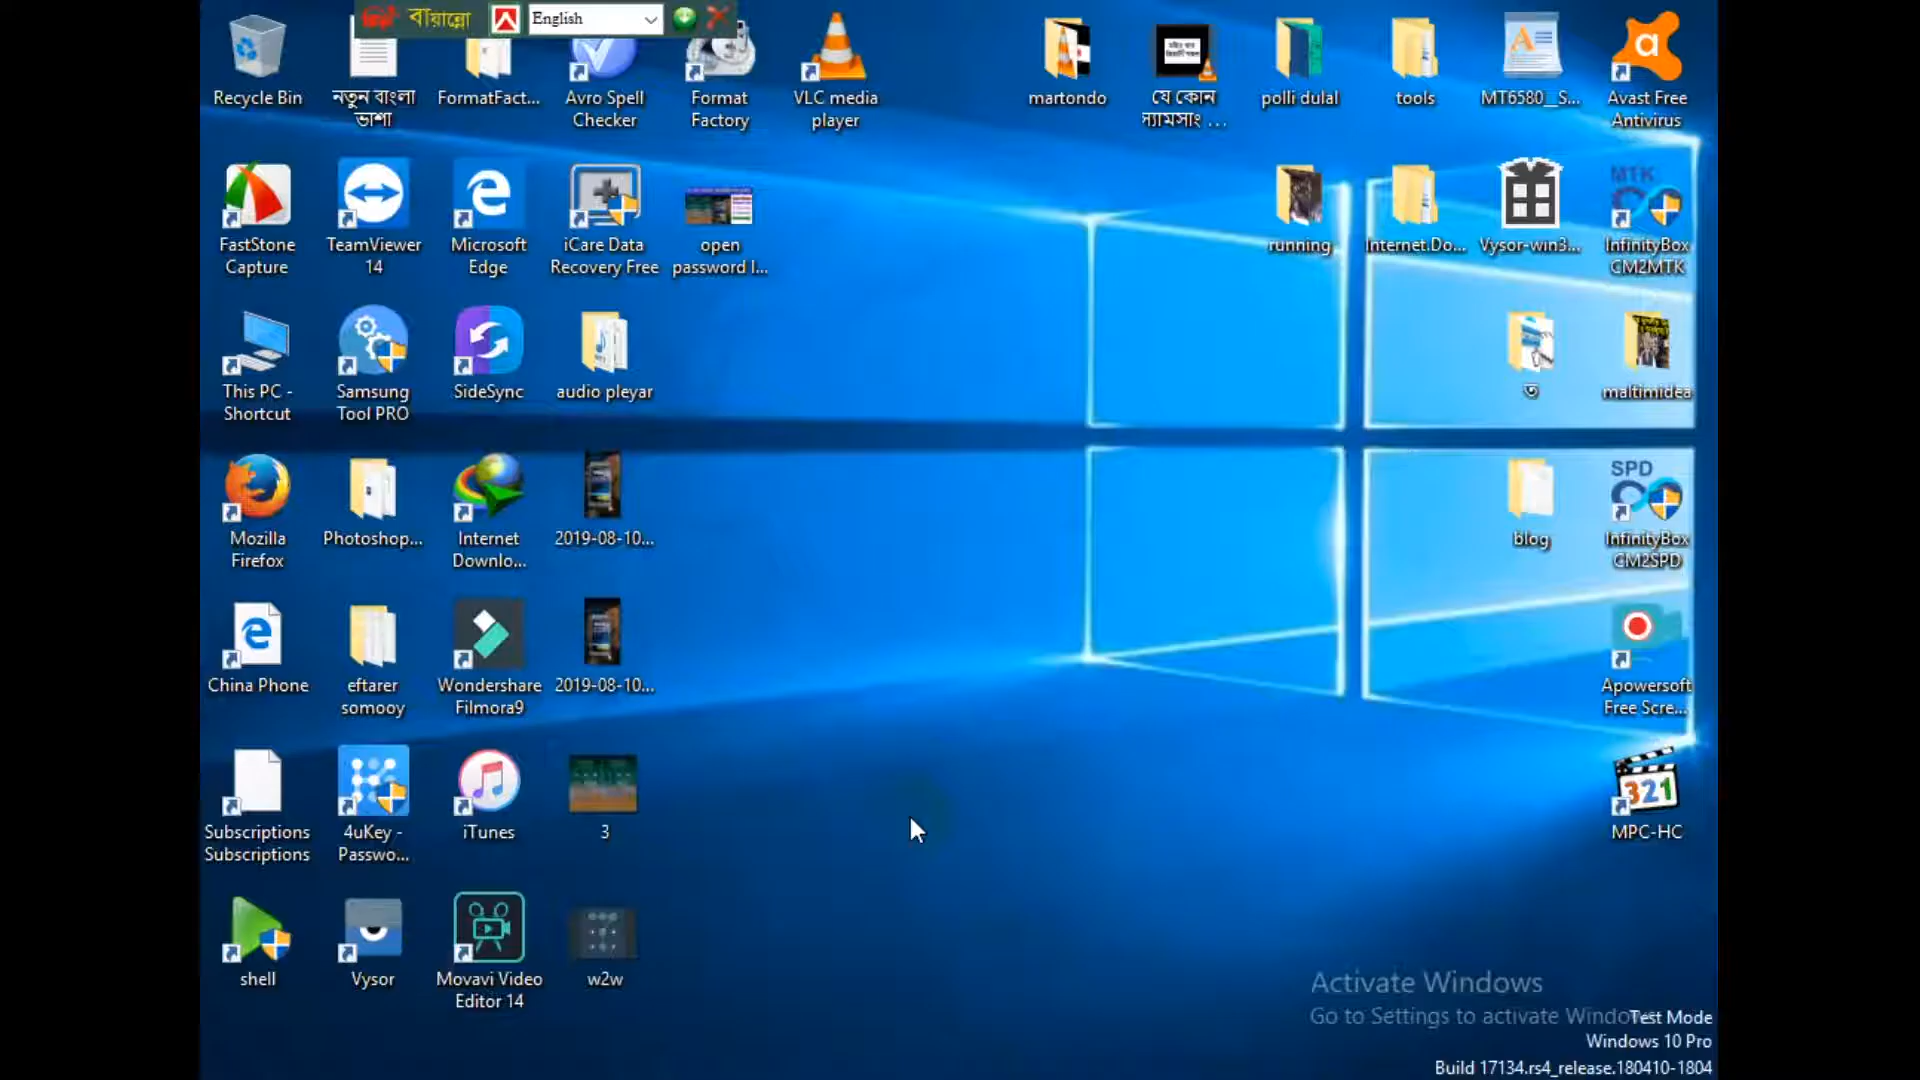 বায়ান্নো
English
Recycle Bin
নতুন বাংলা
ভাশা
FormatFact...
Avro Spell
Checker
Format
Factory
VLC media
player
martondo
যে কোন
স্যামসাং ...
polli dulal
tools
MT6580__S...
Avast Free
Antivirus
FastStone
Capture
TeamViewer
14
Microsoft
Edge
iCare Data
Recovery Free
open
password l...
running
Internet.Do...
Vysor-win3...
MTK
InfinityBox
CM2MTK
This PC -
Shortcut
Samsung
Tool PRO
SideSync
audio pleyar
ত
maltimidea
Mozilla
Firefox
Photoshop...
Internet
Downlo...
2019-08-10...
blog
SPD
InfinityBox
CM2SPD
China Phone
eftarer
somooy
Wondershare
Filmora9
2019-08-10...
Apowersoft
Free Scre...
Subscriptions
Subscriptions
4uKey -
Passwo...
iTunes
3
321
MPC-HC
shell
Vysor
Movavi Video
Editor 14
w2w
Activate Windows
Go to Settings to activate Windows
Test Mode
Windows 10 Pro
Build 17134.rs4_release.180410-1804